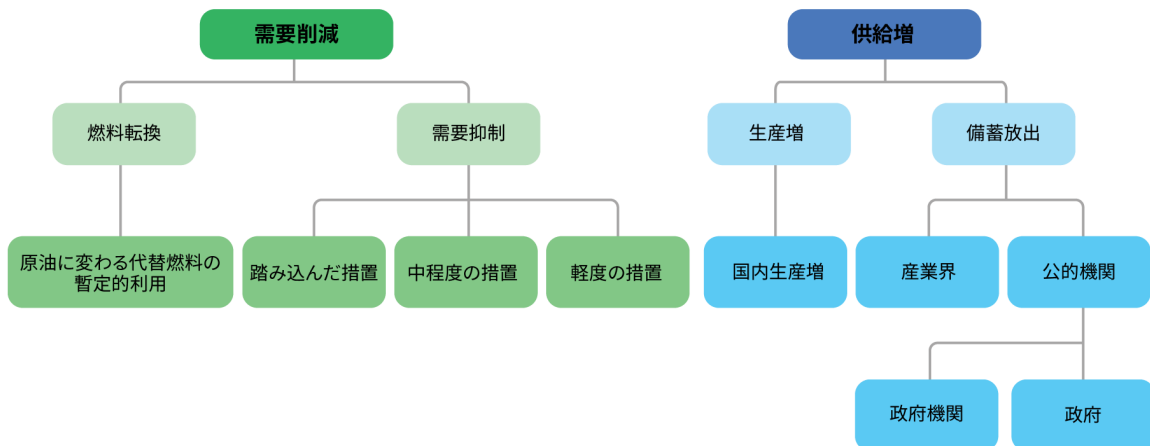 需要削減
供給増
燃料転換
需要抑制
生産増
備蓄放出
原油に変わる代替燃料の
暫定的利用
踏み込んだ措置
中程度の措置
軽度の措置
国内生産増
産業界
公的機関
政府機関
政府